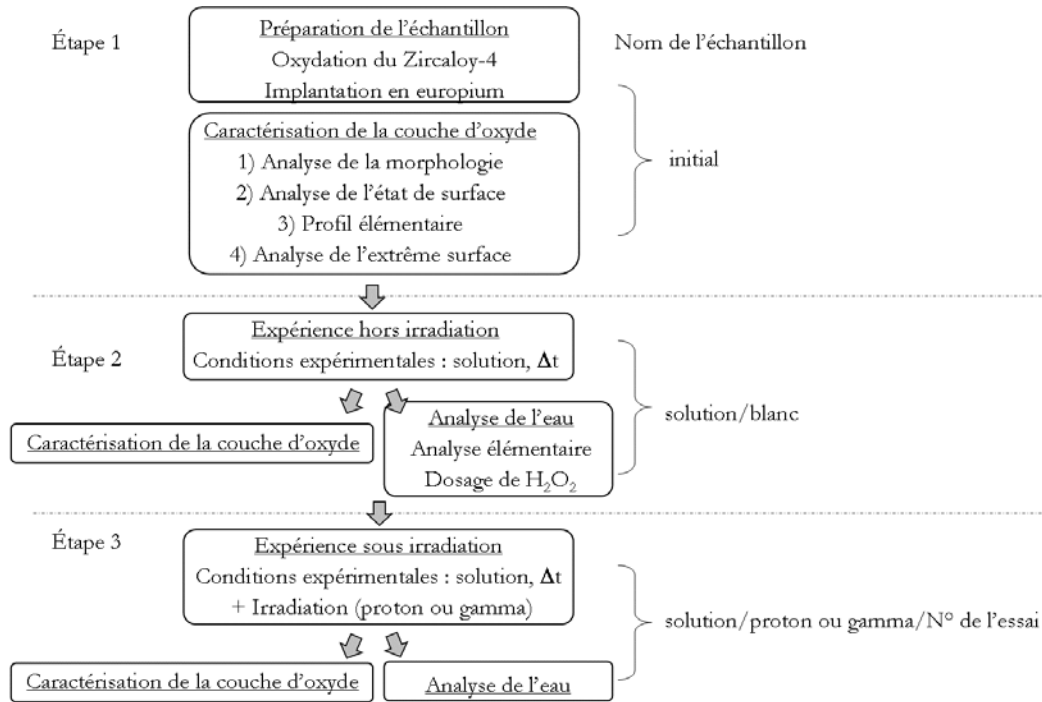 Étape 1
Préparation de l'échantillon
Oxydation du Zircaloy-4
Implantation en europium
Nom de l'échantillon
Caractérisation de la couche d'oxyde
1) Analyse de la morphologie
2) Analyse de l'état de surface
3) Profil élémentaire
4) Analyse de l'extrême surface
initial
Étape 2
Expérience hors irradiation
Conditions expérimentales : solution, Δt
Caractérisation de la couche d'oxyde
Analyse de l'eau
Analyse élémentaire
Dosage de H₂O₂
solution/blanc
Étape 3
Expérience sous irradiation
Conditions expérimentales : solution, Δt
+ Irradiation (proton ou gamma)
solution/proton ou gamma/N° de l'essai
Caractérisation de la couche d'oxyde
Analyse de l'eau